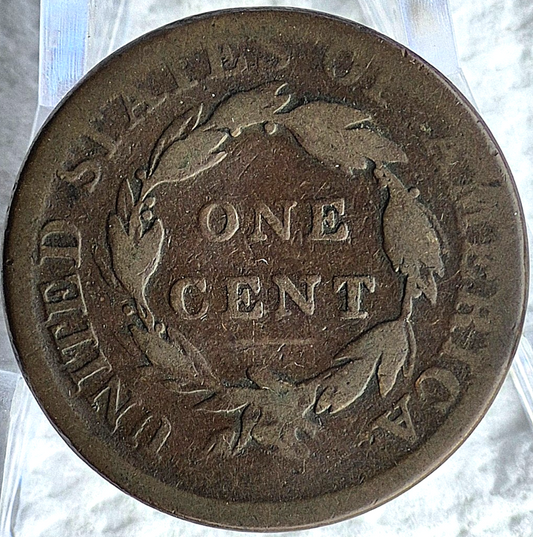 UNITED STATES OF AMERICA.
ONE
CENT